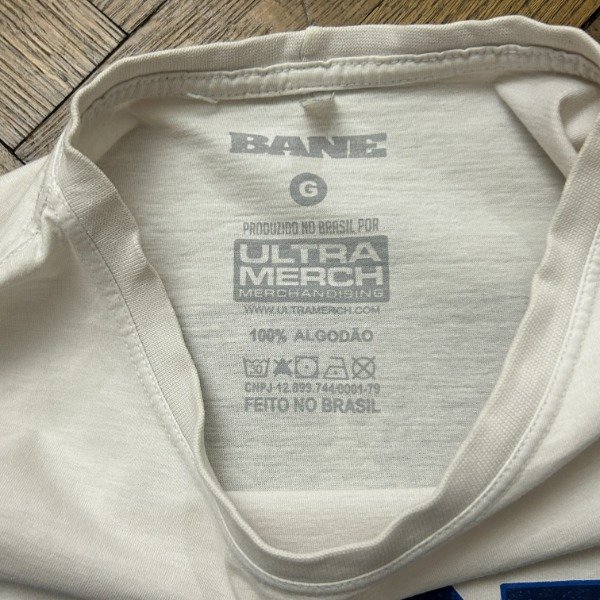 BANE
G
PRODUZIDO NO BRASIL POR
ULTRA
MERCH
MERCHANDISING
WWW.ULTRAMERCH.COM
100% ALGODÃO
30
CNPJ-12.899.744/0001-79
FEITO NO BRASIL